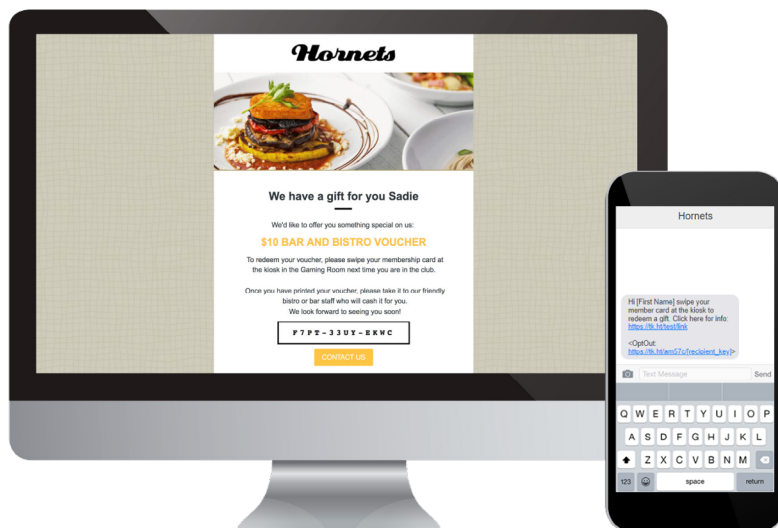 Hornets
We have a gift for you Sadie
We'd like to offer you something special on us:
$10 BAR AND BISTRO VOUCHER
To redeem your voucher, please swipe your membership card at
the kiosk in the Gaming Room next time you are in the club.
Once you have printed your voucher, please take it to our friendly
bistro or bar staff who will cash it for you.
We look forward to seeing you soon!
F7PT-33UY-EKWC
CONTACT US
Hornets
Hi [First Name] swipe your
member card at the kiosk to
redeem a gift. Click here for info:
https://tk.ht/test/link
<OptOut:
https://tk.ht/am57c/[recipient_key]>
Text Message
Send
Q W E R T Y U I O P
A S D F G H J K L
Z X C V B N M
123
space
return